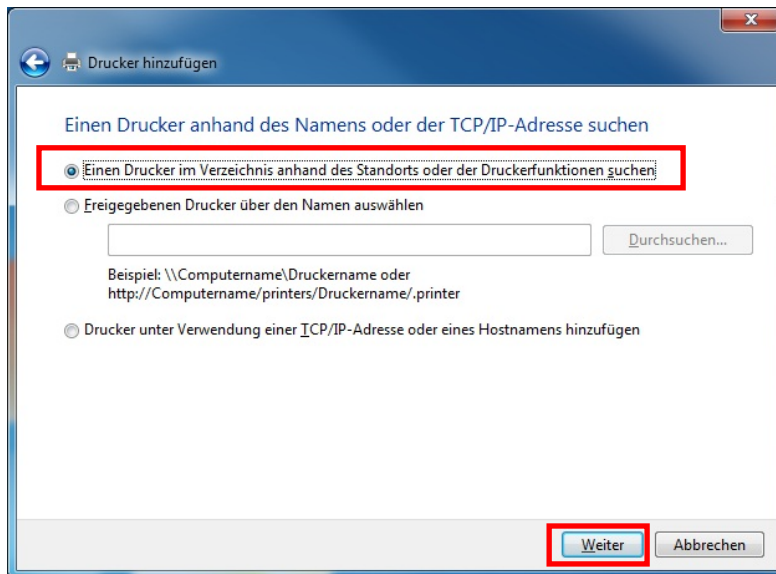 Drucker hinzufügen
Einen Drucker anhand des Namens oder der TCP/IP-Adresse suchen
Einen Drucker im Verzeichnis anhand des Standorts oder der Druckerfunktionen suchen
Freigegebenen Drucker über den Namen auswählen
Durchsuchen...
Beispiel: \\Computername\Druckername oder
http://Computername/printers/Druckername/.printer
Drucker unter Verwendung einer TCP/IP-Adresse oder eines Hostnamens hinzufügen
Weiter
Abbrechen